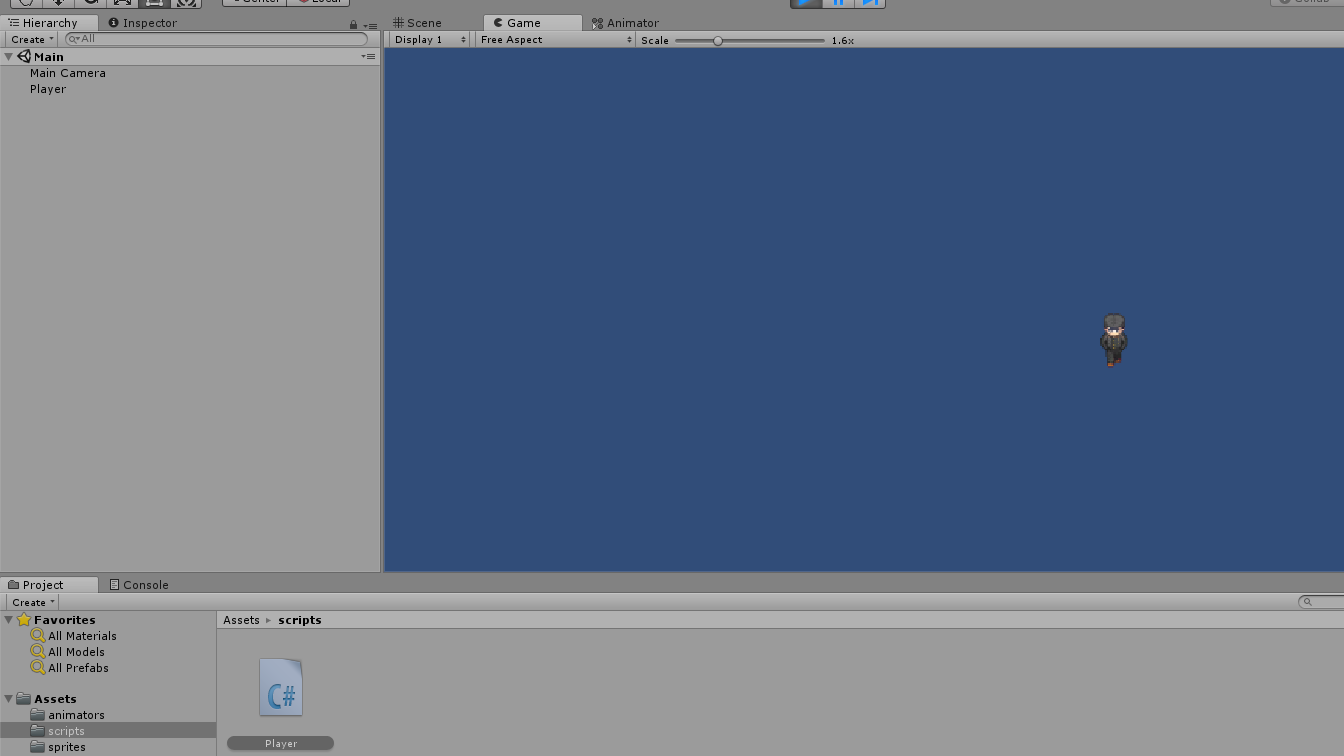 Center Local Collab
Hierarchy Inspector
Scene Game Animator
Create All
Display 1 Free Aspect Scale 1.6x
Main
Main Camera
Player
Project Console
Create
Favorites
All Materials
All Models
All Prefabs
Assets
animators
scripts
sprites
Assets ▸ scripts
C#
Player